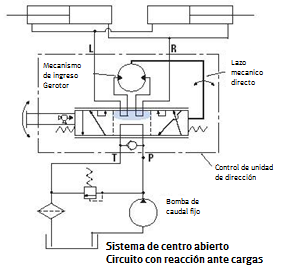 L
R
Mecanismo
de ingreso
Gerotor
Lazo
mecanico
directo
T
P
Control de unidad
de dirección
Bomba de
caudal fijo
Sistema de centro abierto
Circuito con reacción ante cargas